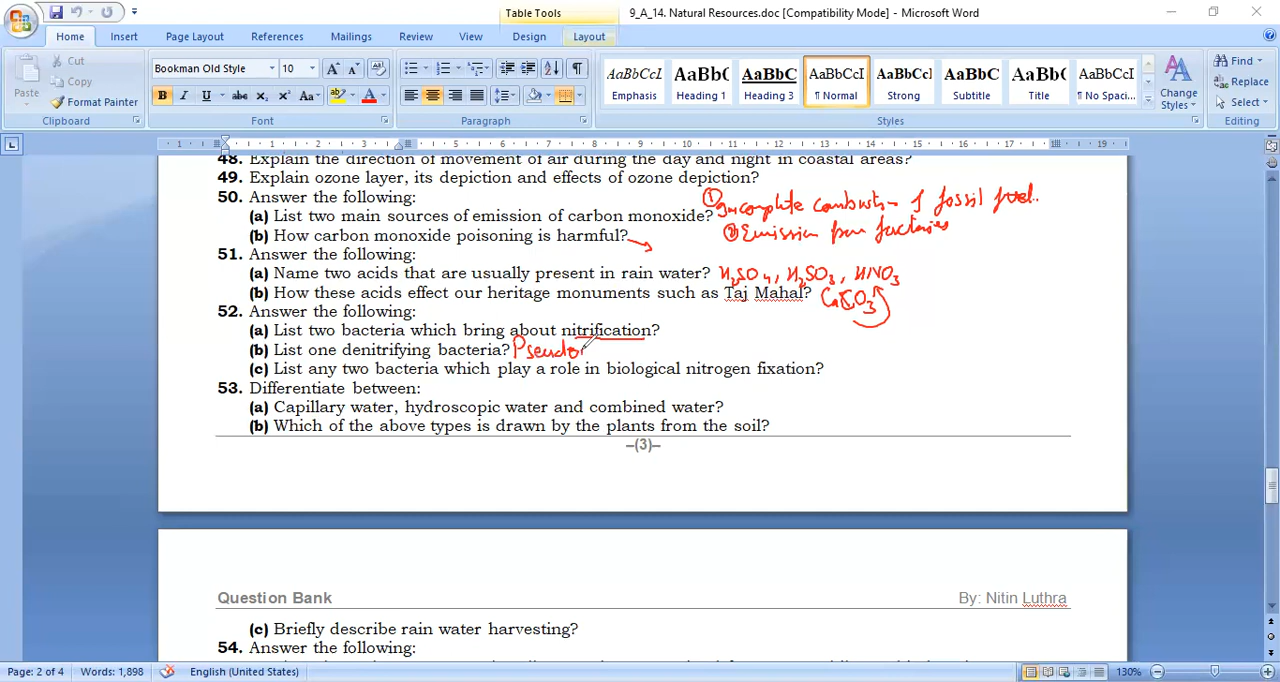 9_A_14. Natural Resources.doc [Compatibility Mode] - Microsoft Word
Table Tools
Home Insert Page Layout References Mailings Review View Design Layout
Paste
Cut
Copy
Format Painter
Clipboard
Bookman Old Style 10
Font
Paragraph
AaBbCcI AaBbC AaBbCc AaBbCcI AaBbCcI AaBbC AaBbC AaBbCcI
Emphasis Heading 1 Heading 3 ¶ Normal Strong Subtitle Title ¶ No Spaci...
Change Styles
Styles
Find
Replace
Select
Editing
48. Explain the direction of movement of air during the day and night in coastal areas?
49. Explain ozone layer, its depiction and effects of ozone depiction?
50. Answer the following:
(a) List two main sources of emission of carbon monoxide? ① Incomplete combustion of fossil fuel.
(b) How carbon monoxide poisoning is harmful? ② Emission from factories
51. Answer the following:
(a) Name two acids that are usually present in rain water? H₂SO₄, H₂SO₃, HNO₃
(b) How these acids effect our heritage monuments such as Taj Mahal? CaCO₃
52. Answer the following:
(a) List two bacteria which bring about nitrification?
(b) List one denitrifying bacteria? Pseudo
(c) List any two bacteria which play a role in biological nitrogen fixation?
53. Differentiate between:
(a) Capillary water, hydroscopic water and combined water?
(b) Which of the above types is drawn by the plants from the soil?
–(3)–
Question Bank By: Nitin Luthra
(c) Briefly describe rain water harvesting?
54. Answer the following:
Page: 2 of 4 Words: 1,898 English (United States) 130%